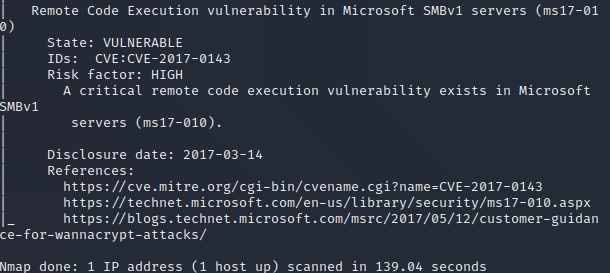 |   Remote Code Execution vulnerability in Microsoft SMBv1 servers (ms17-01
0)
|     State: VULNERABLE
|     IDs:  CVE:CVE-2017-0143
|     Risk factor: HIGH
|       A critical remote code execution vulnerability exists in Microsoft
SMBv1
|        servers (ms17-010).
|
|     Disclosure date: 2017-03-14
|     References:
|       https://cve.mitre.org/cgi-bin/cvename.cgi?name=CVE-2017-0143
|       https://technet.microsoft.com/en-us/library/security/ms17-010.aspx
|_      https://blogs.technet.microsoft.com/msrc/2017/05/12/customer-guidan
ce-for-wannacrypt-attacks/

Nmap done: 1 IP address (1 host up) scanned in 139.04 seconds